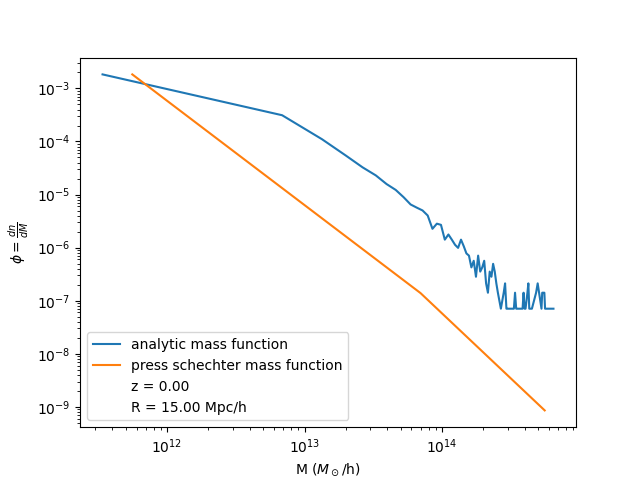 10⁻³
10⁻⁴
10⁻⁵
10⁻⁶
10⁻⁷
10⁻⁸
10⁻⁹
ϕ = dn/dM
analytic mass function
press schechter mass function
z = 0.00
R = 15.00 Mpc/h
10¹² 10¹³ 10¹⁴
M (M⊙/h)